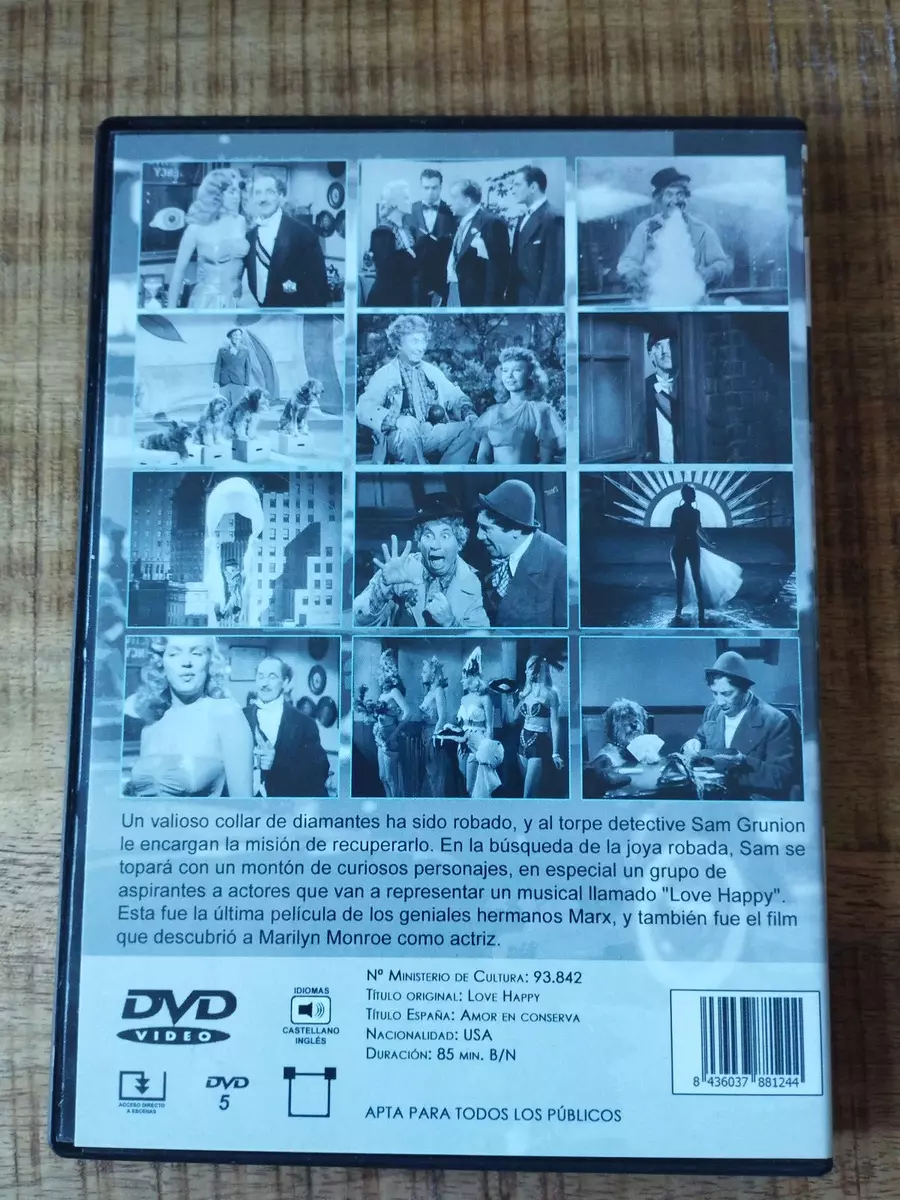 Un valioso collar de diamantes ha sido robado, y al torpe detective Sam Grunion
le encargan la misión de recuperarlo. En la búsqueda de la joya robada, Sam se
topará con un montón de curiosos personajes, en especial un grupo de
aspirantes a actores que van a representar un musical llamado "Love Happy".
Esta fue la última película de los geniales hermanos Marx, y también fue el film
que descubrió a Marilyn Monroe como actriz.
DVD
VIDEO
IDIOMAS
CASTELLANO
INGLÉS
Nº MINISTERIO DE CULTURA: 93.842
TÍTULO ORIGINAL: LOVE HAPPY
TÍTULO ESPAÑA: AMOR EN CONSERVA
NACIONALIDAD: USA
DURACIÓN: 85 MIN. B/N
8 436037 881244
ACCESO DIRECTO
A ESCENAS
DVD
5
APTA PARA TODOS LOS PÚBLICOS